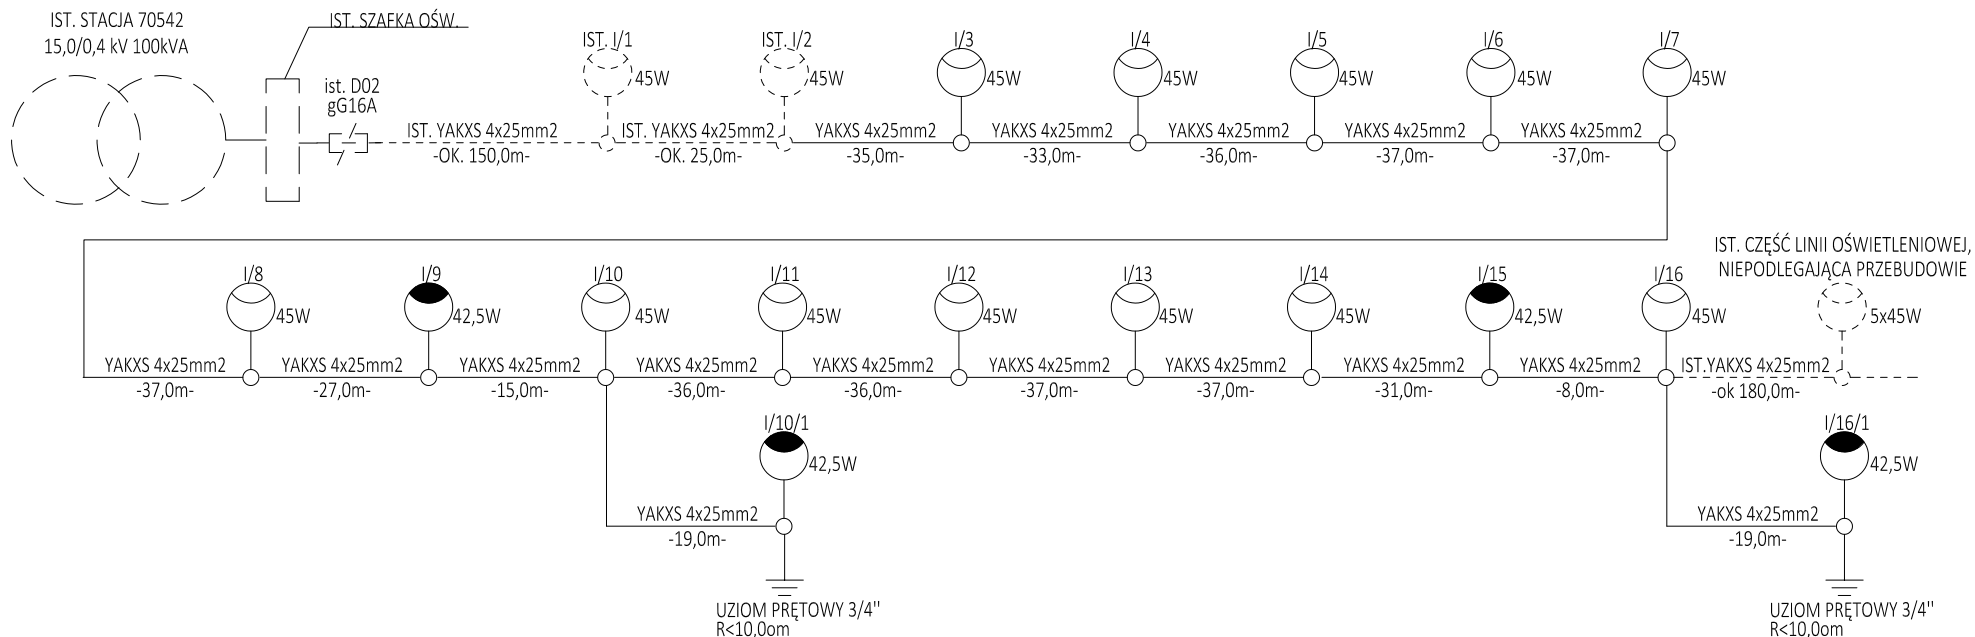 IST. STACJA 70542
15,0/0,4 kV 100kVA
IST. SZAFKA OŚW.
ist. D02
gG16A
IST. I/1
45W
IST. I/2
45W
I/3
45W
I/4
45W
I/5
45W
I/6
45W
I/7
45W
IST. YAKXS 4x25mm2
-OK. 150,0m-
IST. YAKXS 4x25mm2
-OK. 25,0m-
YAKXS 4x25mm2
-35,0m-
YAKXS 4x25mm2
-33,0m-
YAKXS 4x25mm2
-36,0m-
YAKXS 4x25mm2
-37,0m-
YAKXS 4x25mm2
-37,0m-
IST. CZĘŚĆ LINII OŚWIETLENIOWEJ,
NIEPODLEGAJĄCA PRZEBUDOWIE
I/8
45W
I/9
42,5W
I/10
45W
I/11
45W
I/12
45W
I/13
45W
I/14
45W
I/15
42,5W
I/16
45W
5x45W
YAKXS 4x25mm2
-37,0m-
YAKXS 4x25mm2
-27,0m-
YAKXS 4x25mm2
-15,0m-
YAKXS 4x25mm2
-36,0m-
YAKXS 4x25mm2
-36,0m-
YAKXS 4x25mm2
-37,0m-
YAKXS 4x25mm2
-37,0m-
YAKXS 4x25mm2
-31,0m-
YAKXS 4x25mm2
-8,0m-
IST.YAKXS 4x25mm2
-ok 180,0m-
I/10/1
42,5W
YAKXS 4x25mm2
-19,0m-
UZIOM PRĘTOWY 3/4"
R<10,0om
I/16/1
42,5W
YAKXS 4x25mm2
-19,0m-
UZIOM PRĘTOWY 3/4"
R<10,0om